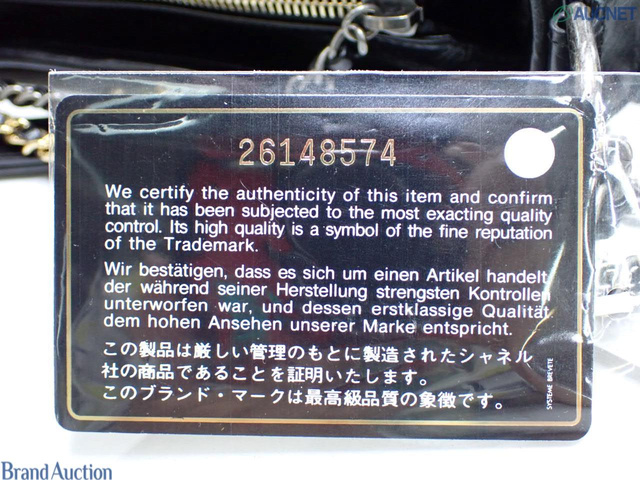 AUCNET
26148574
We certify the authenticity of this item and confirm
that it has been subjected to the most exacting quality
control. Its high quality is a symbol of the fine reputation
of the Trademark.
Wir bestätigen, dass es sich um einen Artikel handelt
der während seiner Herstellung strengsten Kontrollen
unterworfen war, und dessen erstklassige Qualität
dem hohen Ansehen unserer Marke entspricht.
この製品は厳しい管理のもとに製造されたシャネル
社の商品であることを証明いたします。
このブランド・マークは最高級品質の象徴です。
SYSTEME BREVETE
Brand Auction